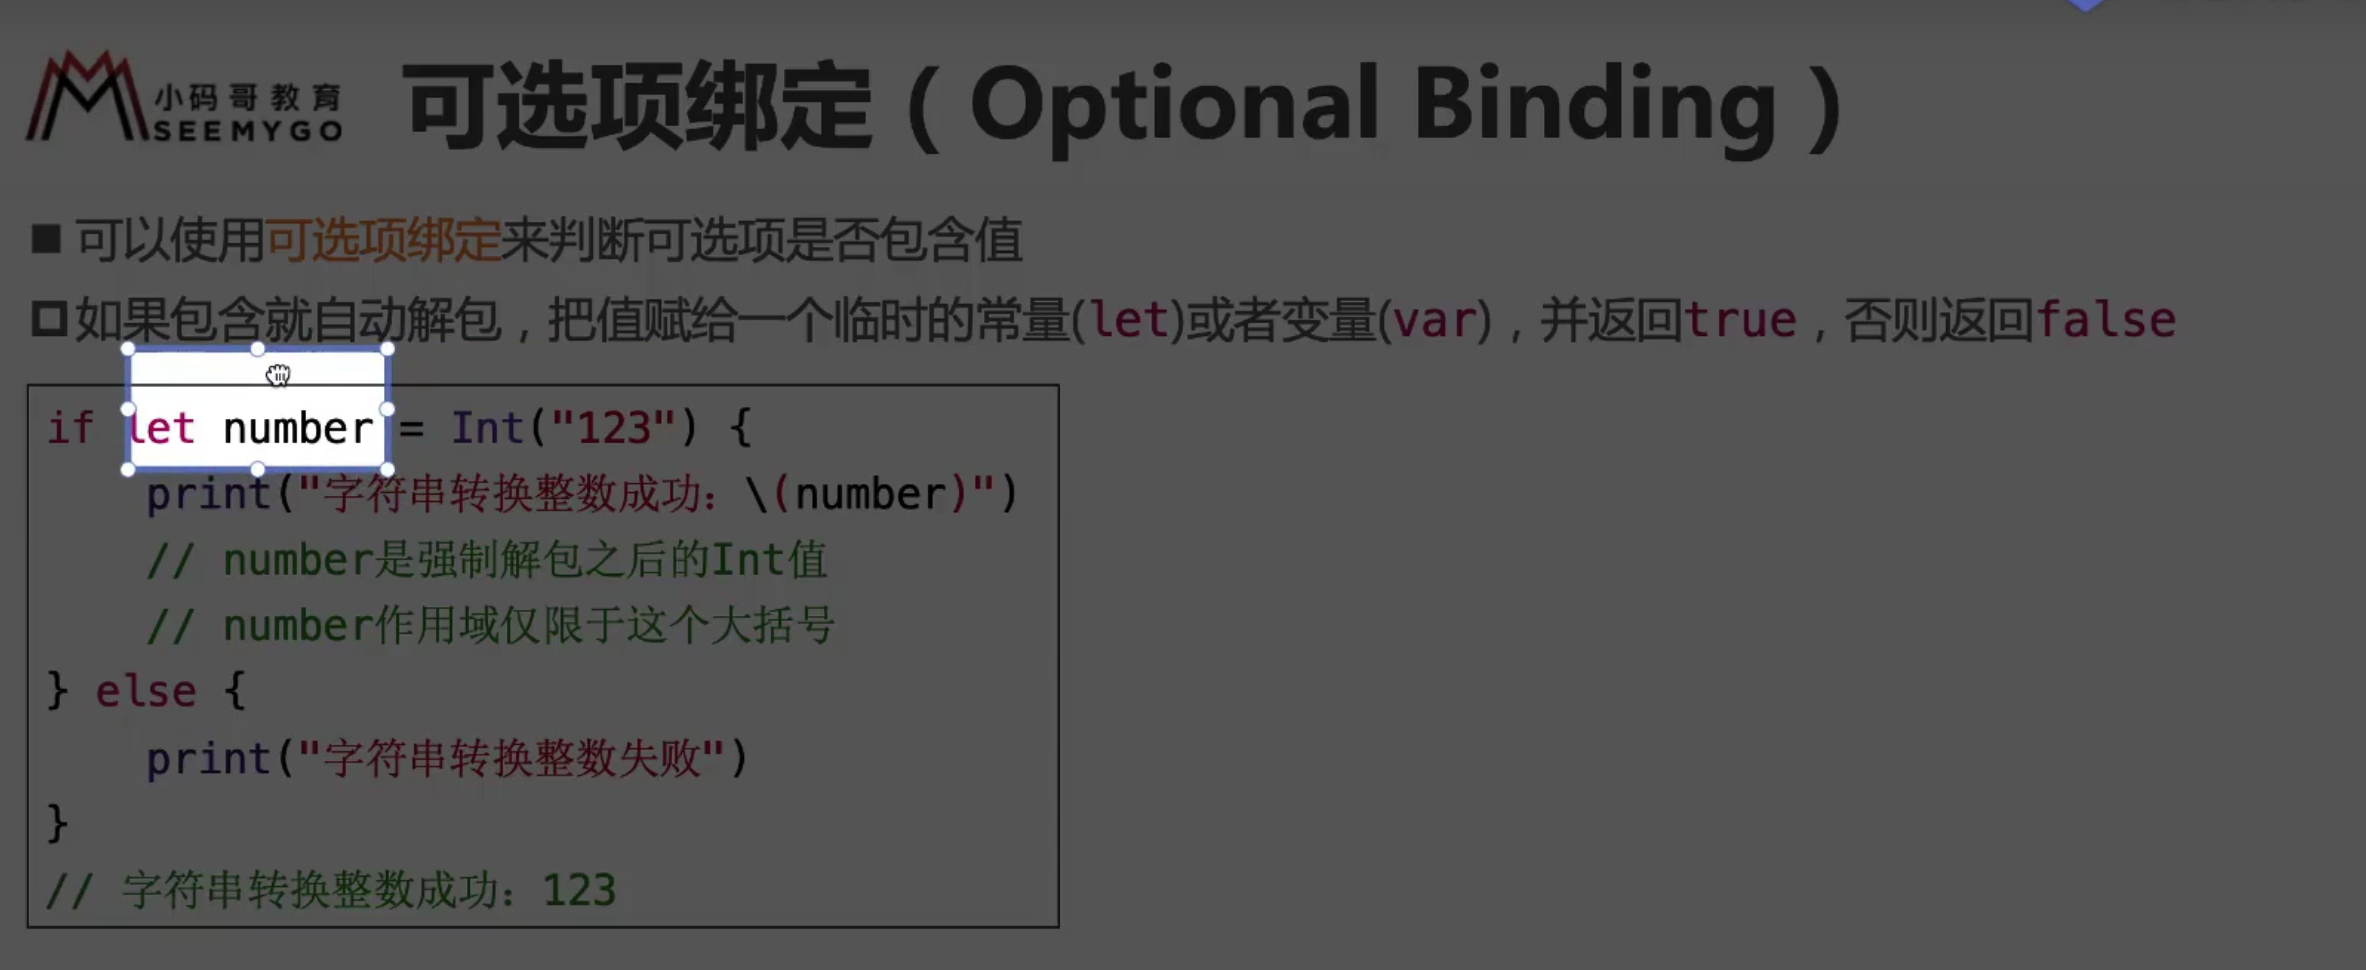 小码哥教育
SEEMYGO
可选项绑定（Optional Binding）
可以使用可选项绑定来判断可选项是否包含值
如果包含就自动解包，把值赋给一个临时的常量(let)或者变量(var)，并返回true，否则返回false
if let number = Int("123") {
    print("字符串转换整数成功：\(number)")
    // number是强制解包之后的Int值
    // number作用域仅限于这个大括号
} else {
    print("字符串转换整数失败")
}
// 字符串转换整数成功：123